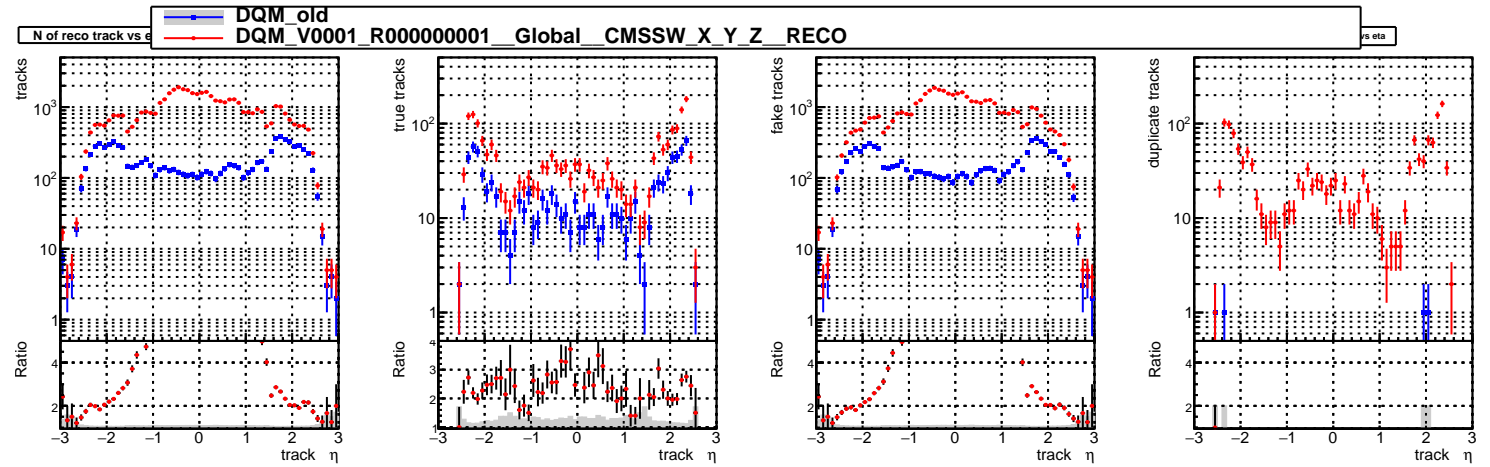 DQM_old
DQM_V0001_R000000001__Global__CMSSW_X_Y_Z__RECO
N of reco track vs e
vs eta
tracks
10³
10²
10
1
Ratio
4
2
−3 −2 −1 0 1 2 3
track η
true tracks
10²
10
1
Ratio
4
3
2
1
−3 −2 −1 0 1 2 3
track η
fake tracks
10³
10²
10
1
Ratio
4
2
−3 −2 −1 0 1 2 3
track η
duplicate tracks
10²
10
1
Ratio
4
2
−3 −2 −1 0 1 2 3
track η